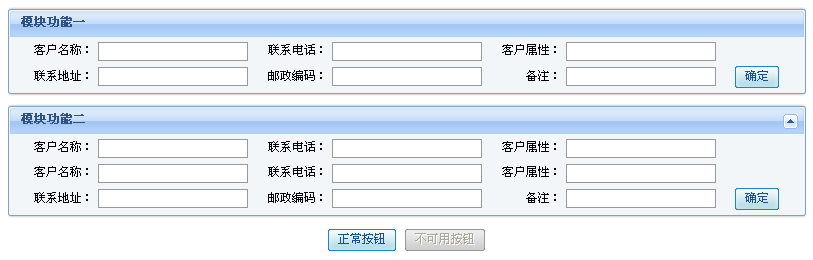 模块功能一
客户名称： 联系电话： 客户属性：
联系地址： 邮政编码： 备注： 确定
模块功能二
客户名称： 联系电话： 客户属性：
客户名称： 联系电话： 客户属性：
联系地址： 邮政编码： 备注： 确定
正常按钮 不可用按钮